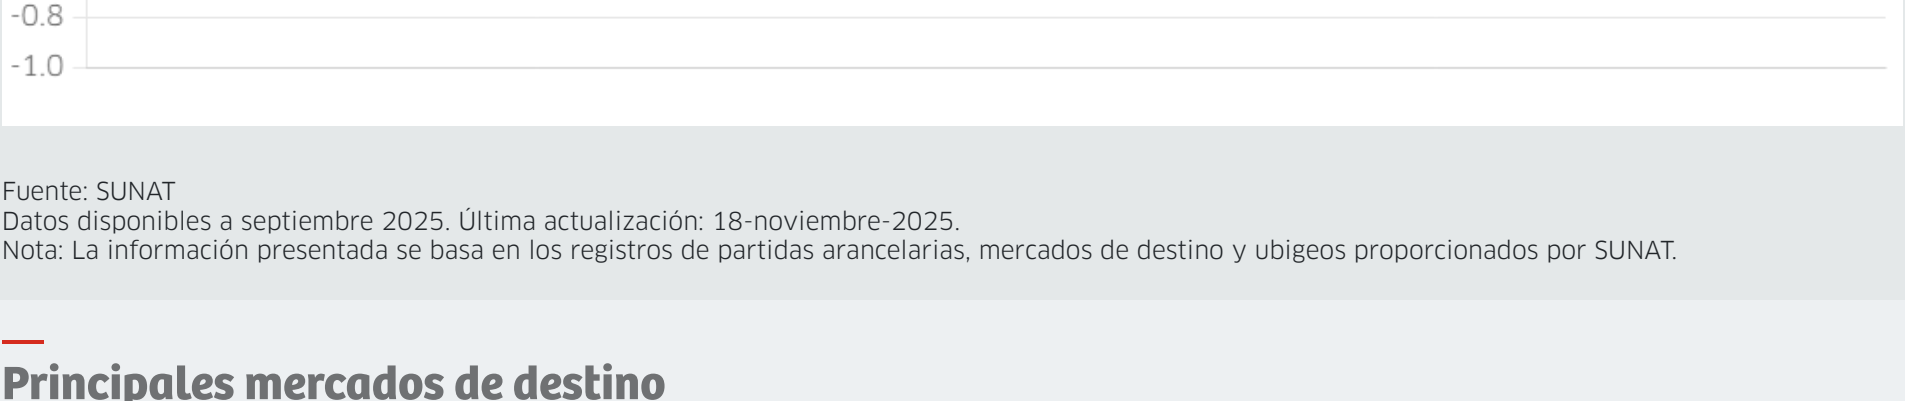 -0.8
-1.0
Fuente: SUNAT
Datos disponibles a septiembre 2025. Última actualización: 18-noviembre-2025.
Nota: La información presentada se basa en los registros de partidas arancelarias, mercados de destino y ubigeos proporcionados por SUNAT.
Principales mercados de destino